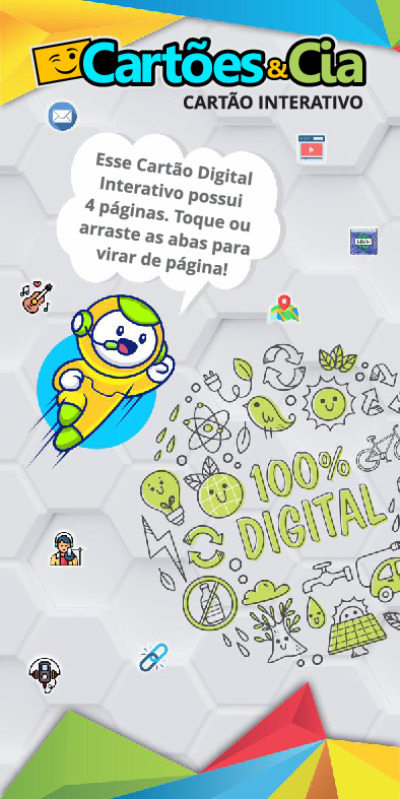 Cartões&Cia
CARTÃO INTERATIVO
Esse Cartão Digital
Interativo possui
4 páginas. Toque ou
arraste as abas para
virar de página!
100%
DIGITAL